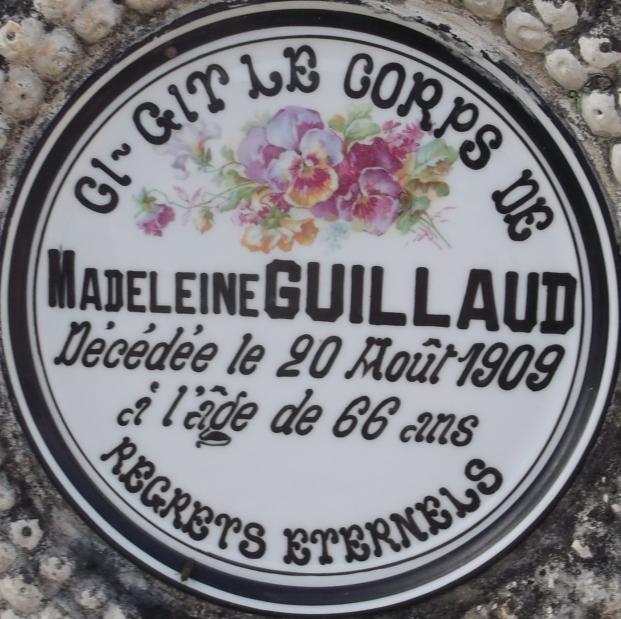 CI~ GIT LE CORPS DE
MADELEINE GUILLAUD
Décédée le 20 Août 1909
à l'âge de 66 ans
REGRETS ETERNELS